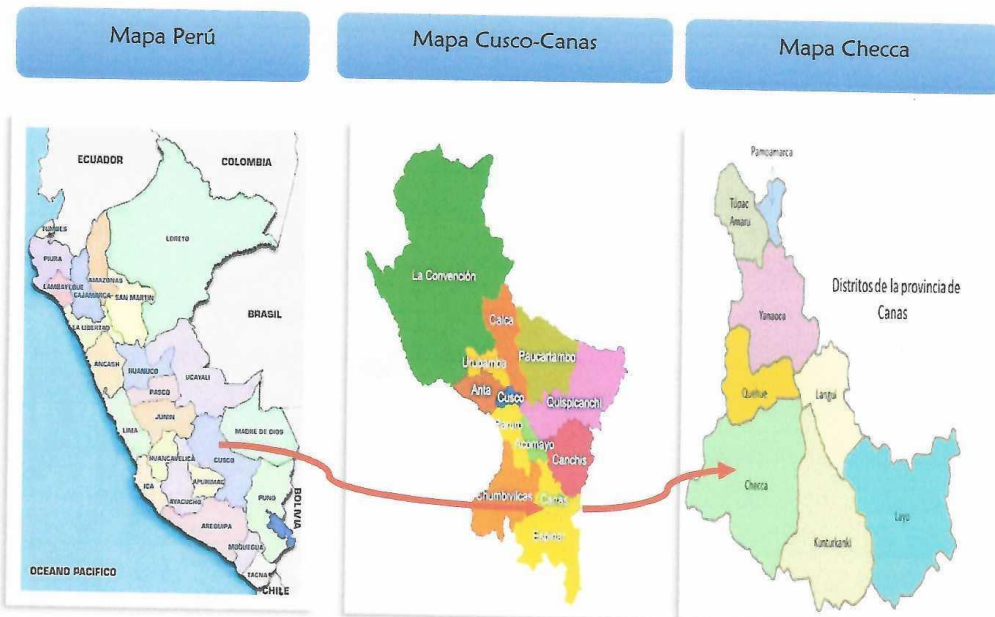 Mapa Perú
Mapa Cusco-Canas
Mapa Checca
ECUADOR
COLOMBIA
TUMBES
PIURA
LORETO
AMAZONAS
LAMBAYEQUE
CAJAMARCA
SAN MARTIN
LA LIBERTAD
BRASIL
ANCASH
HUANUCO
UCAYALI
PASCO
JUNIN
LIMA
MADRE DE DIOS
CUSCO
HUANCAVELICA
ICA
APURIMAC
AYACUCHO
PUNO
BOLIVIA
AREQUIPA
MOQUEGUA
TACNA
OCEANO PACIFICO
CHILE
La Convención
Calca
Urubamba
Paucartambo
Anta
Cusco
Quispicanchi
Acomayo
Canchis
Chumbivilcas
Canas
Pamoamarca
Túpac
Amaru
Distritos de la provincia de
Canas
Yanaoca
Quehue
Langui
Checca
Layo
Kunturkanki